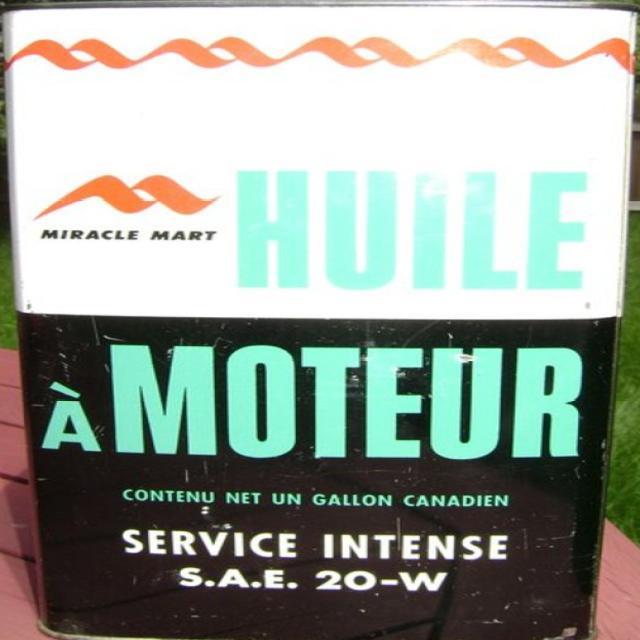 MIRACLE MART
HUILE
À MOTEUR
CONTENU NET UN GALLON CANADIEN
SERVICE INTENSE
S.A.E. 20-W